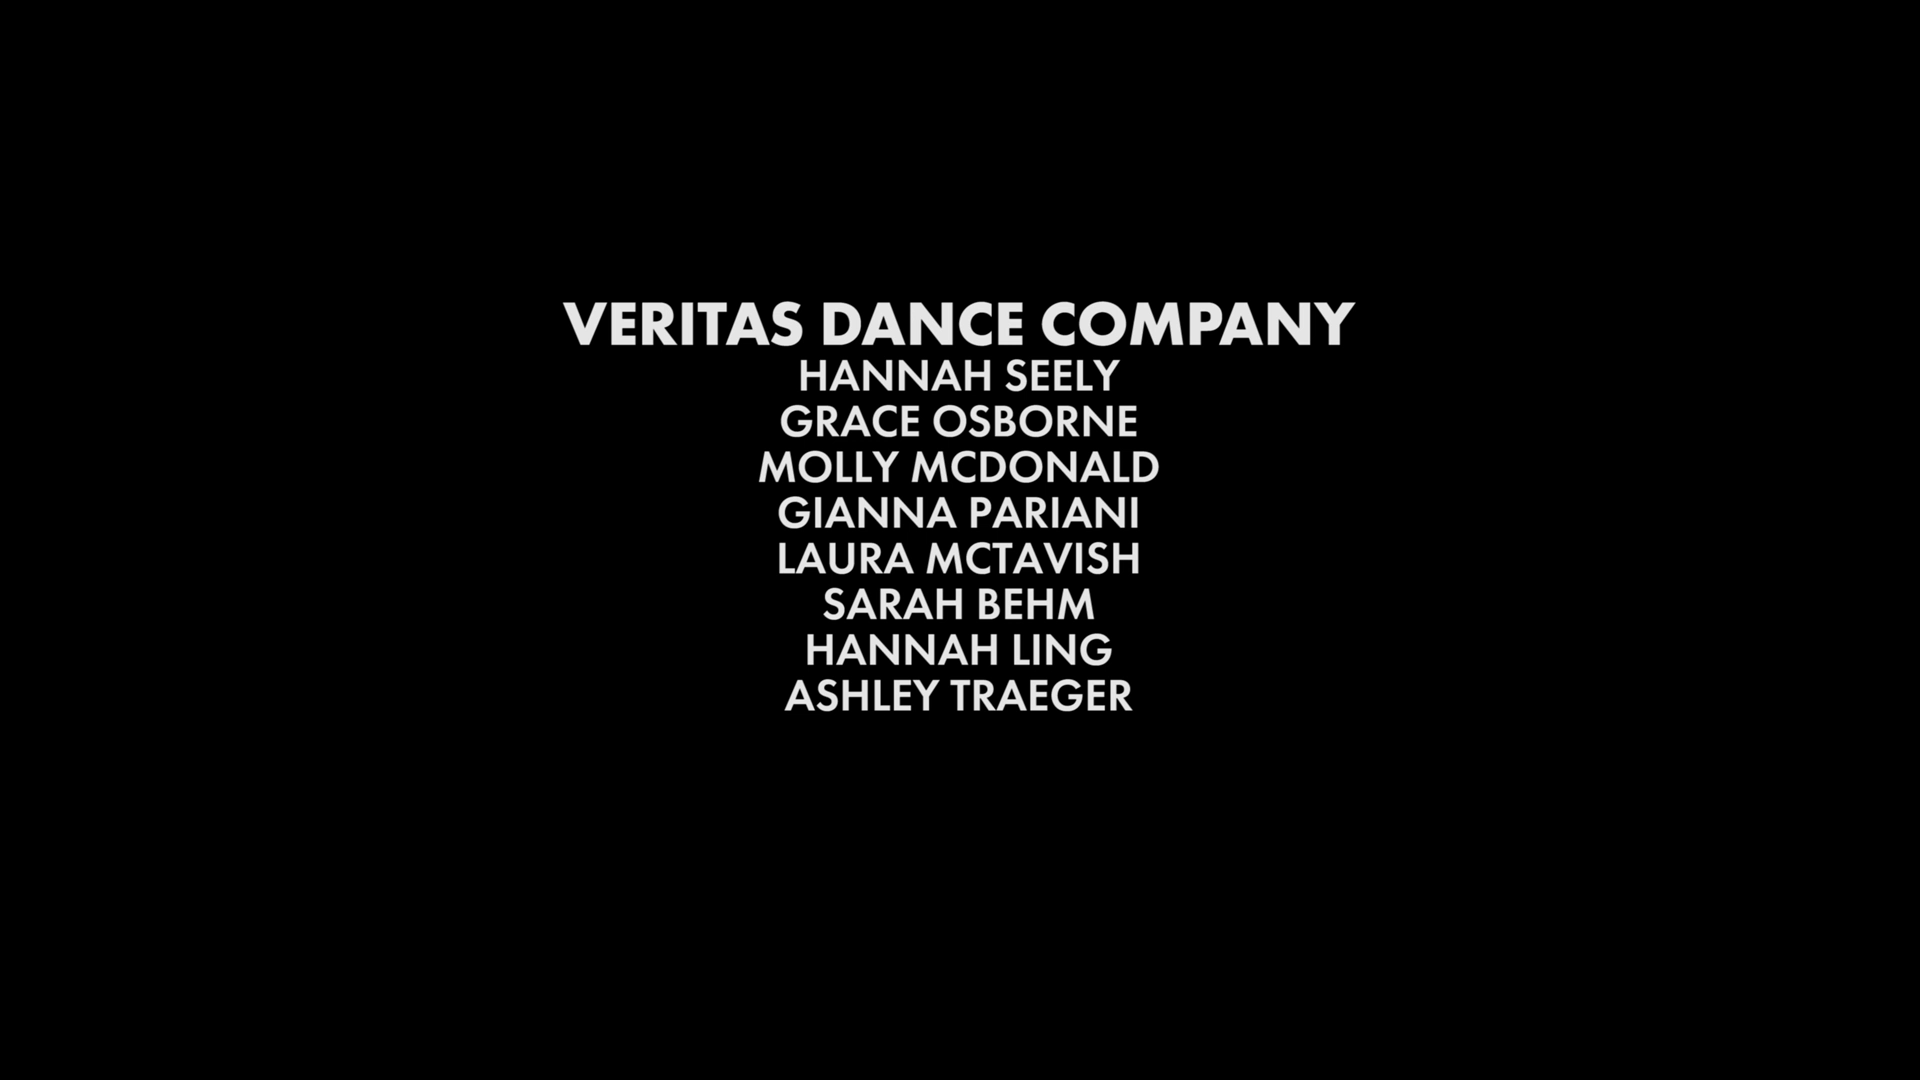 VERITAS DANCE COMPANY
HANNAH SEELY
GRACE OSBORNE
MOLLY MCDONALD
GIANNA PARIANI
LAURA MCTAVISH
SARAH BEHM
HANNAH LING
ASHLEY TRAEGER